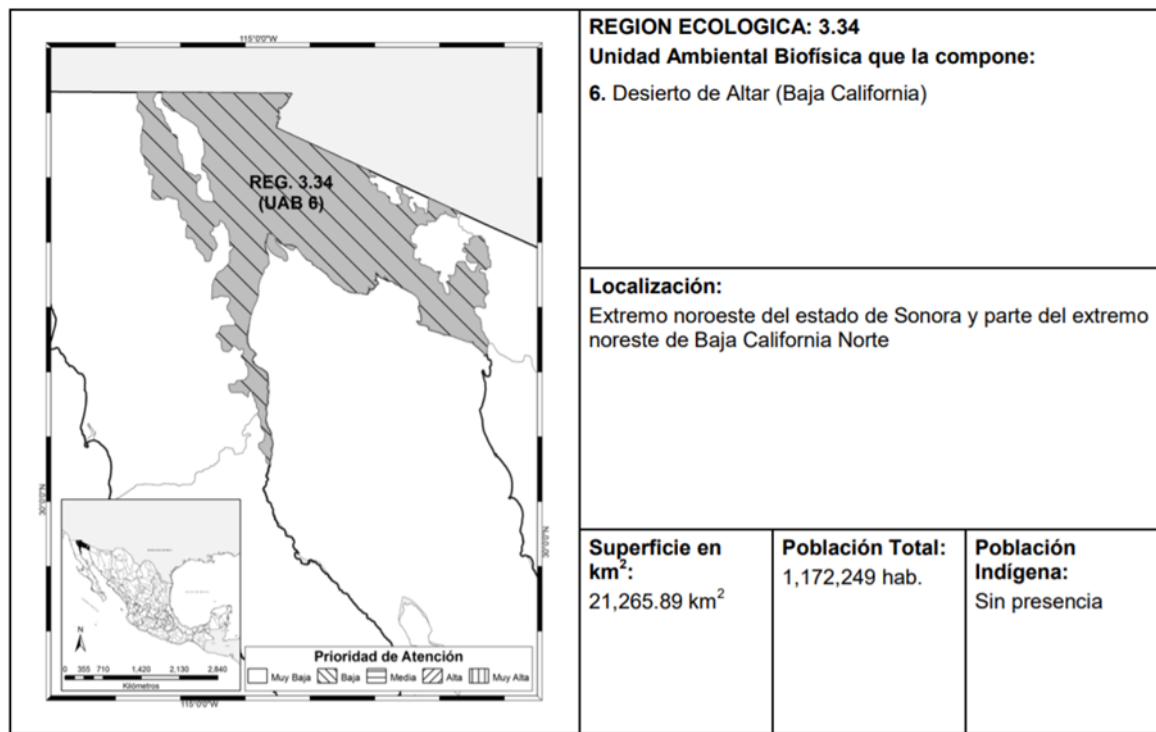 115°0'0"W
REG. 3.34
(UAB 6)
30°0'0"N
30°0'0"N
N
0 355 710 1,420 2,130 2,840
Kilómetros
Prioridad de Atención
Muy Baja Baja Media Alta Muy Alta
115°0'0"W
REGION ECOLOGICA: 3.34
Unidad Ambiental Biofísica que la compone:
6. Desierto de Altar (Baja California)
Localización:
Extremo noroeste del estado de Sonora y parte del extremo
noreste de Baja California Norte
Superficie en
km²:
21,265.89 km²
Población Total:
1,172,249 hab.
Población
Indígena:
Sin presencia